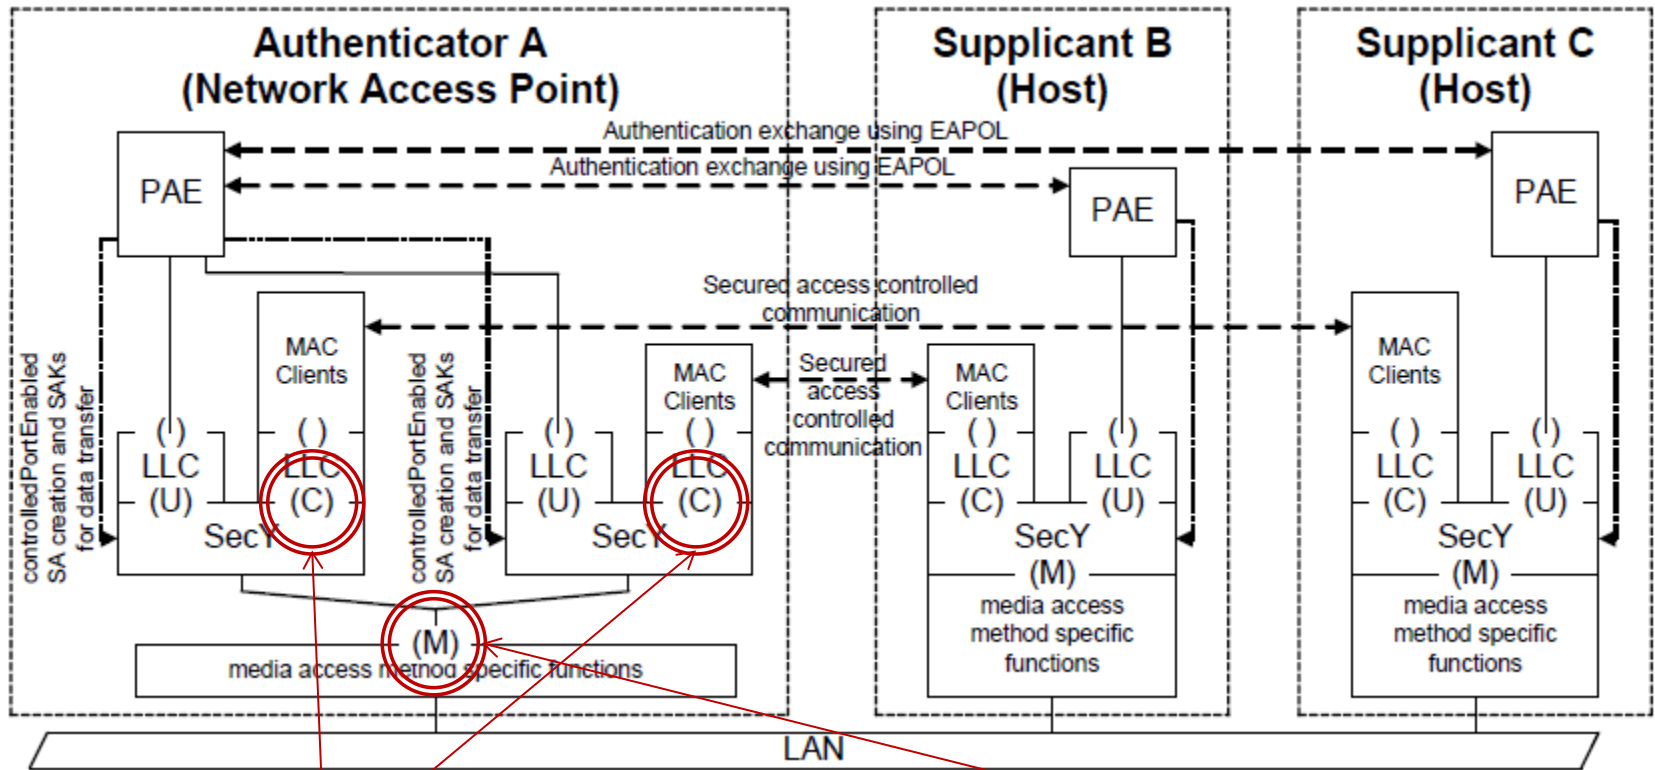 Authenticator A
(Network Access Point)
Supplicant B
(Host)
Supplicant C
(Host)
Authentication exchange using EAPOL
Authentication exchange using EAPOL
PAE
PAE
PAE
Secured access controlled
communication
MAC
Clients
MAC
Clients
Secured
access
controlled
communication
MAC
Clients
MAC
Clients
controlledPortEnabled
SA creation and SAKs
for data transfer
controlledPortEnabled
SA creation and SAKs
for data transfer
( ) ( ) ( ) ( ) ( ) ( ) ( ) ( )
LLC LLC LLC LLC LLC LLC LLC LLC
(U) (C) (U) (C) (C) (U) (C) (U)
SecY SecY SecY SecY
(M) (M) (M)
media access method specific functions
media access
method specific
functions
media access
method specific
functions
LAN